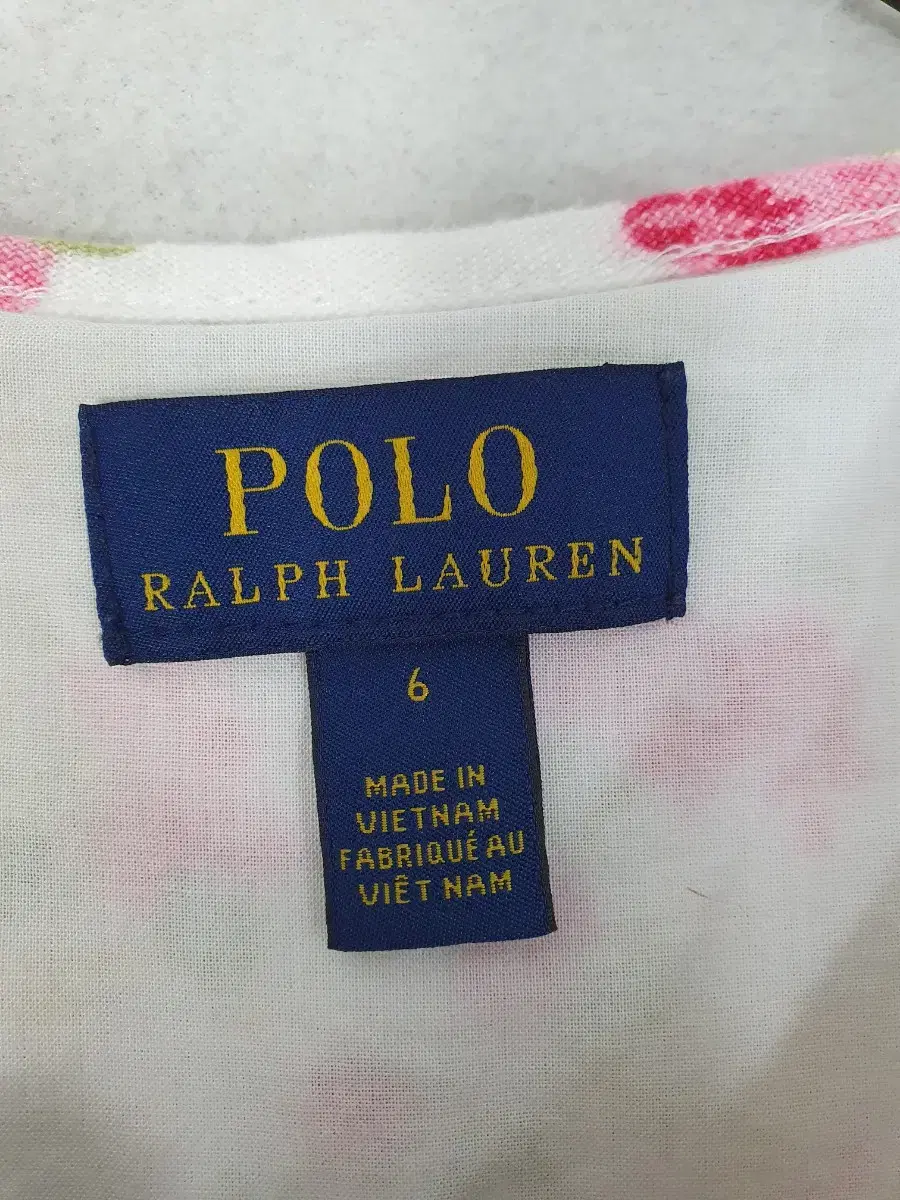 POLO
RALPH LAUREN
6
MADE IN
VIETNAM
FABRIQUÉ AU
VIÊT NAM